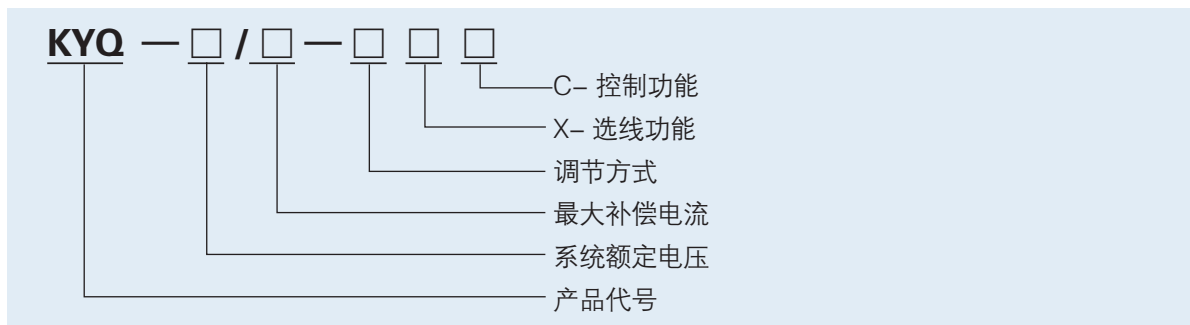 KYQ — □ / □ — □ □ □
C– 控制功能
X– 选线功能
调节方式
最大补偿电流
系统额定电压
产品代号